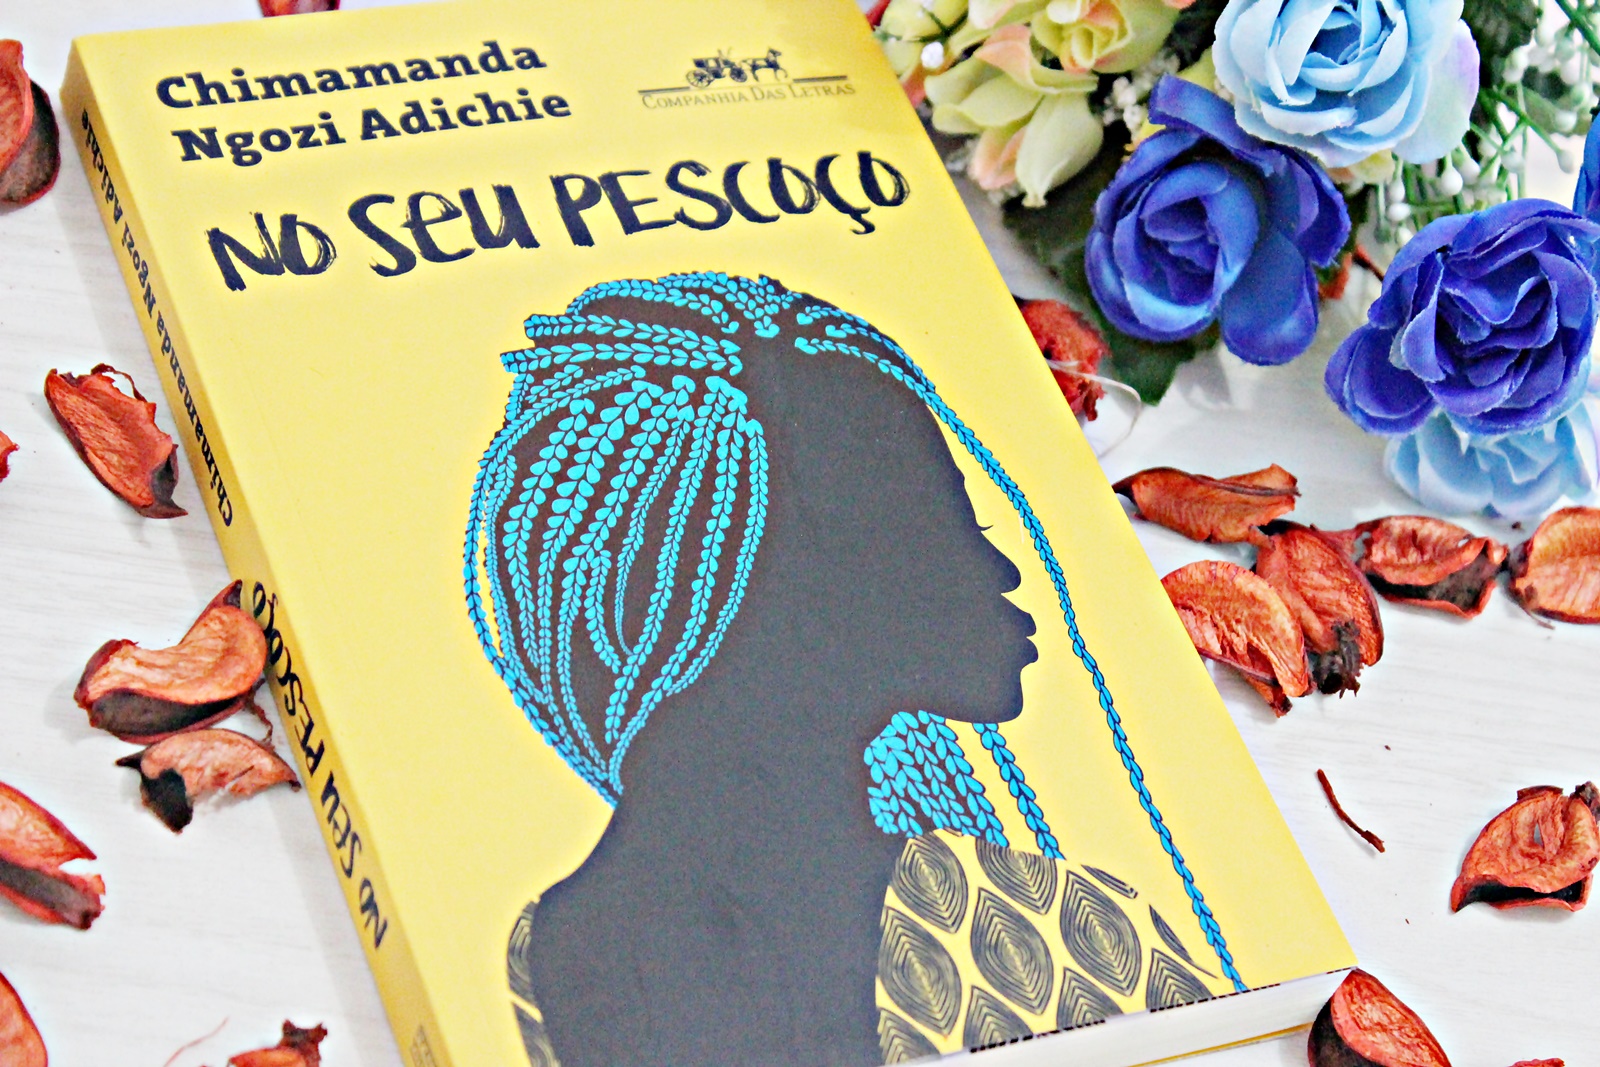 Chimamanda
Ngozi Adichie
COMPANHIA DAS LETRAS
NO SEU PESCOÇO
Chimamanda Ngozi Adichie
NO SEU PESCOÇO